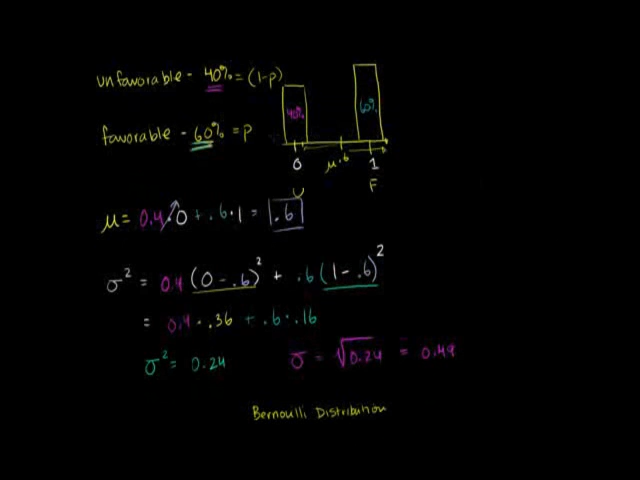 unfavorable - 40% = (1-p)
40%
60%
favorable - 60% = p
0
μ .6
1
U
F
μ = 0.4 · 0 + .6 · 1 = .6
σ² = 0.4 (0 - .6)² + .6 (1 - .6)²
= 0.4 · .36 + .6 · .16
σ² = 0.24
σ = √0.24 = 0.49
Bernoulli Distribution